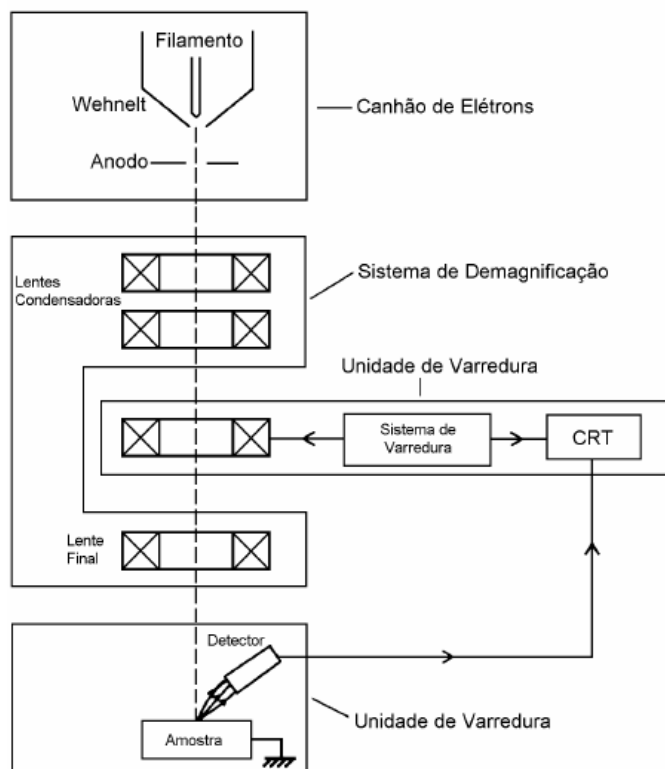 Filamento
Wehnelt
Canhão de Elétrons
Anodo
Lentes
Condensadoras
Sistema de Demagnificação
Unidade de Varredura
Sistema de
Varredura
CRT
Lente
Final
Detector
Unidade de Varredura
Amostra